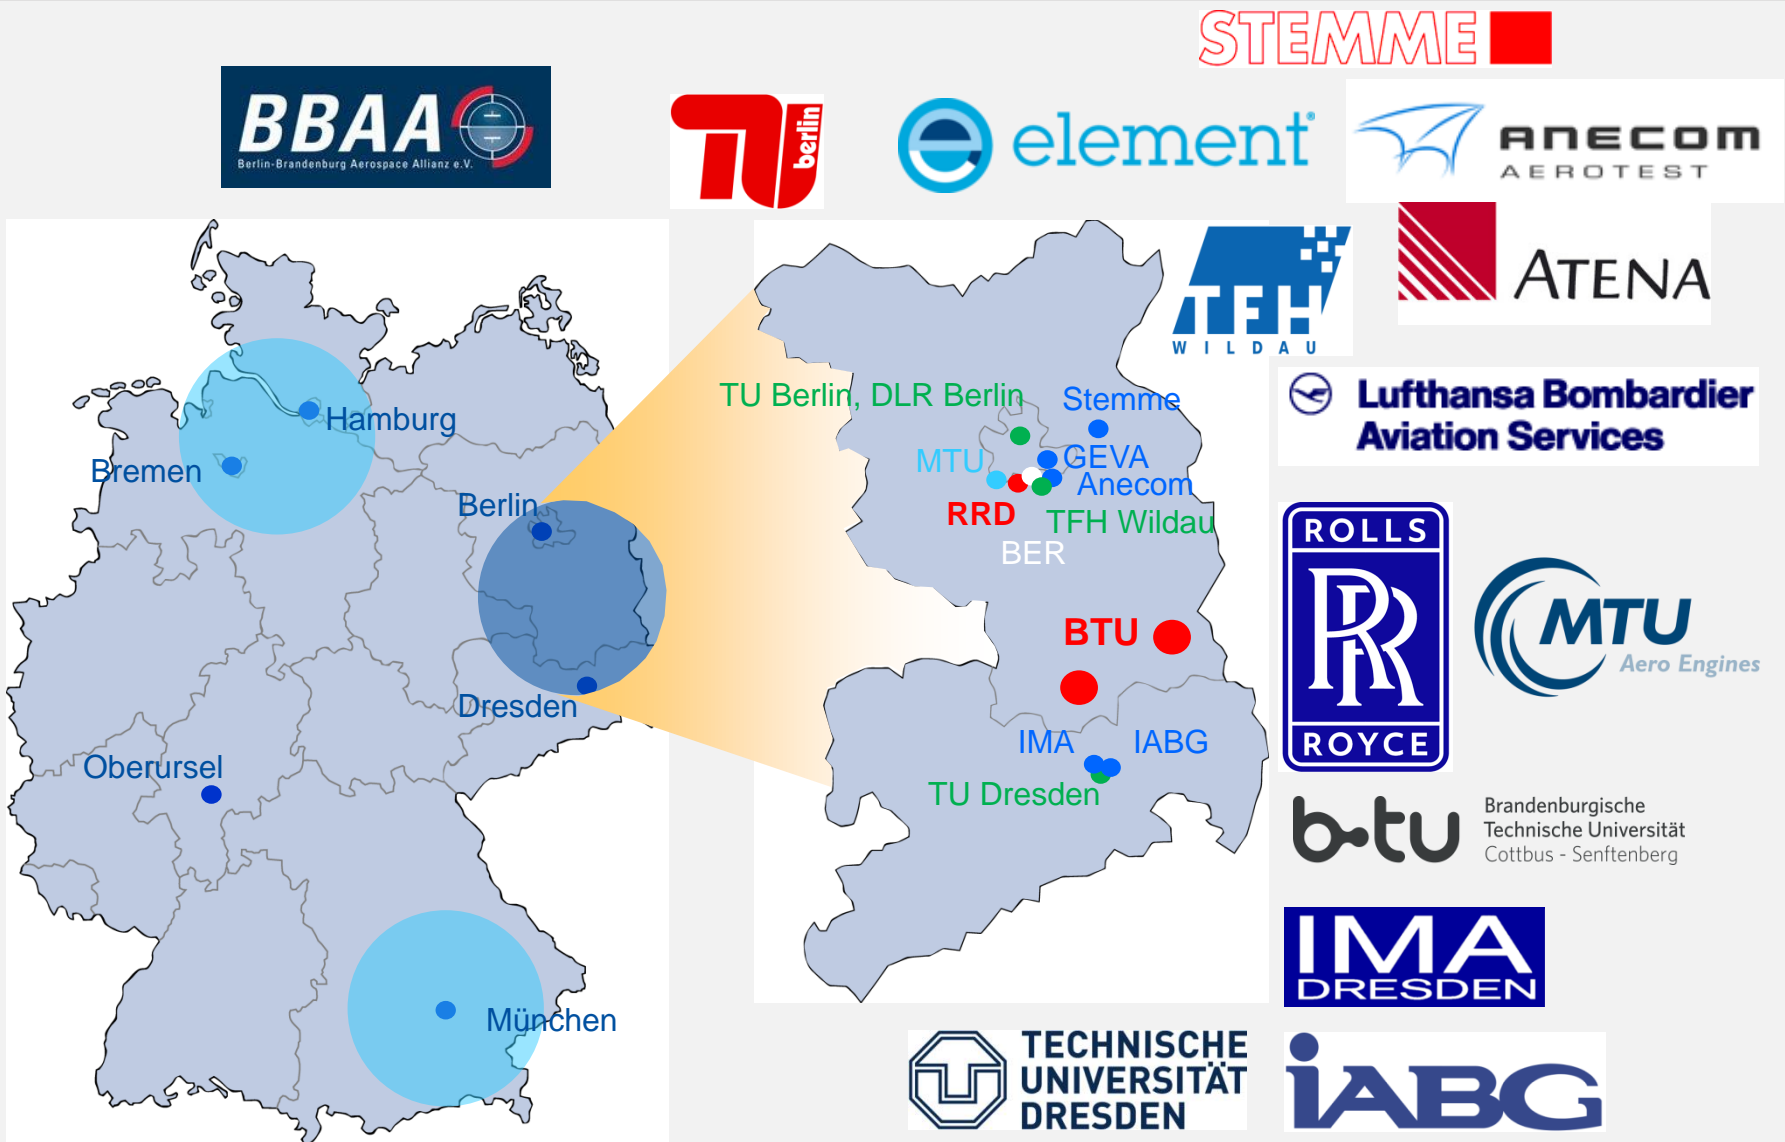 STEMME
BBAA
Berlin-Brandenburg Aerospace Allianz e.V.
TU
berlin
e element®
ANECOM
AEROTEST
ATENA
TFH
WILDAU
Lufthansa Bombardier
Aviation Services
Hamburg
Bremen
Berlin
Dresden
Oberursel
München
TU Berlin, DLR Berlin
Stemme
MTU
GEVA
Anecom
RRD
TFH Wildau
BER
BTU
IMA
IABG
TU Dresden
ROLLS
RR
ROYCE
MTU
Aero Engines
b-tu
Brandenburgische
Technische Universität
Cottbus - Senftenberg
IMA
DRESDEN
TECHNISCHE
UNIVERSITÄT
DRESDEN
iABG